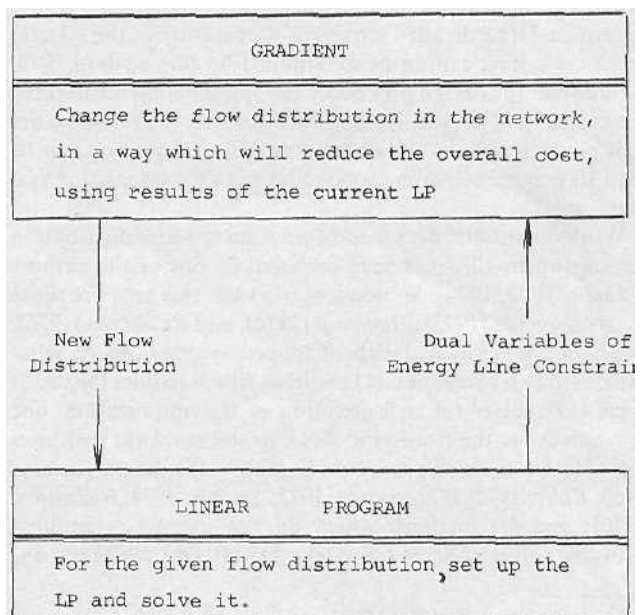 GRADIENT
Change the flow distribution in the network,
in a way which will reduce the overall cost,
using results of the current LP
New Flow
Distribution
Dual Variables of
Energy Line Constrain
LINEAR PROGRAM
For the given flow distribution, set up the
LP and solve it.